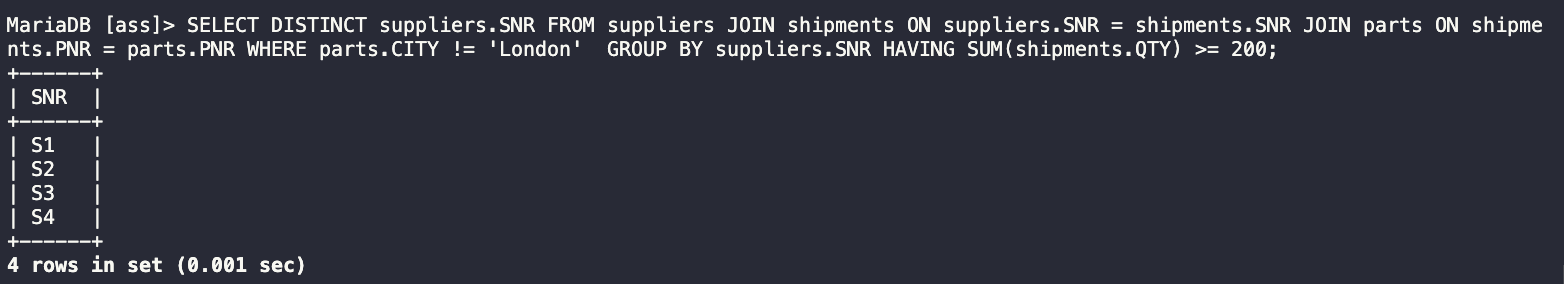 MariaDB [ass]> SELECT DISTINCT suppliers.SNR FROM suppliers JOIN shipments ON suppliers.SNR = shipments.SNR JOIN parts ON shipme
nts.PNR = parts.PNR WHERE parts.CITY != 'London'  GROUP BY suppliers.SNR HAVING SUM(shipments.QTY) >= 200;
+------+
| SNR  |
+------+
| S1   |
| S2   |
| S3   |
| S4   |
+------+
4 rows in set (0.001 sec)